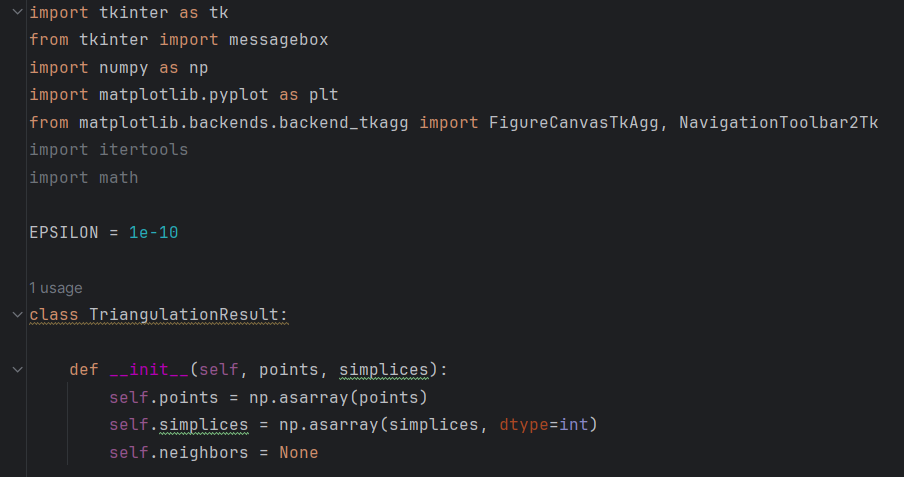 import tkinter as tk
from tkinter import messagebox
import numpy as np
import matplotlib.pyplot as plt
from matplotlib.backends.backend_tkagg import FigureCanvasTkAgg, NavigationToolbar2Tk
import itertools
import math

EPSILON = 1e-10

1 usage
class TriangulationResult:

    def __init__(self, points, simplices):
        self.points = np.asarray(points)
        self.simplices = np.asarray(simplices, dtype=int)
        self.neighbors = None